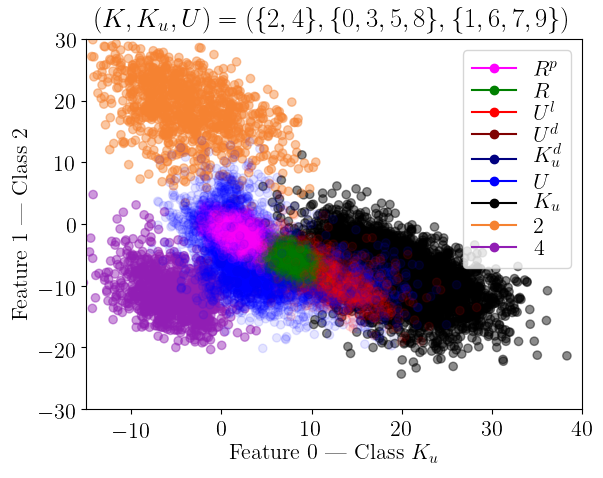 (K, K_u, U) = ({2, 4}, {0, 3, 5, 8}, {1, 6, 7, 9})
30
20
10
0
−10
−20
−30
Feature 1 — Class 2
R^p
R
U^l
U^d
K_u^d
U
K_u
2
4
−10
0
10
20
30
40
Feature 0 — Class K_u